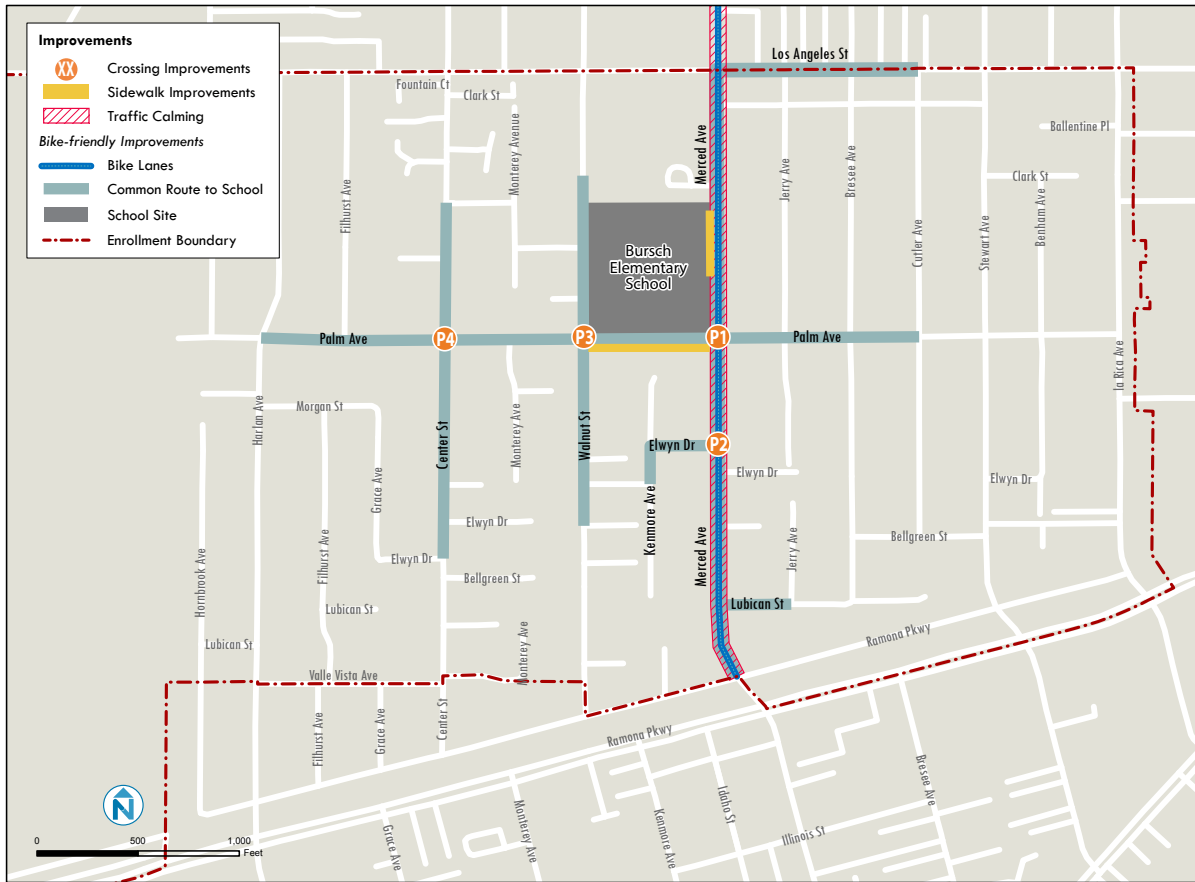 Improvements
XX Crossing Improvements
Sidewalk Improvements
Traffic Calming
Bike-friendly Improvements
Bike Lanes
Common Route to School
School Site
Enrollment Boundary
Los Angeles St
Fountain Ct
Clark St
Monterey Avenue
Merced Ave
Ballentine Pl
Filhurst Ave
Jerry Ave
Bresee Ave
Clark St
Cutler Ave
Stewart Ave
Benham Ave
Bursch
Elementary
School
Palm Ave
P4
P3
P1
Palm Ave
la Rica Ave
Harlan Ave
Morgan St
Grace Ave
Center St
Monterey Ave
Walnut St
Elwyn Dr
P2
Elwyn Dr
Elwyn Dr
Kenmore Ave
Merced Ave
Elwyn Dr
Elwyn Dr
Bellgreen St
Jerry Ave
Bellgreen St
Hornbrook Ave
Filhurst Ave
Lubican St
Lubican St
Lubican St
Ramona Pkwy
Valle Vista Ave
Monterey Ave
Filhurst Ave
Grace Ave
Center St
Ramona Pkwy
Bresee Ave
Idaho St
Illinois St
Kenmore Ave
Monterey Ave
Grace Ave
N
0 500 1,000
Feet